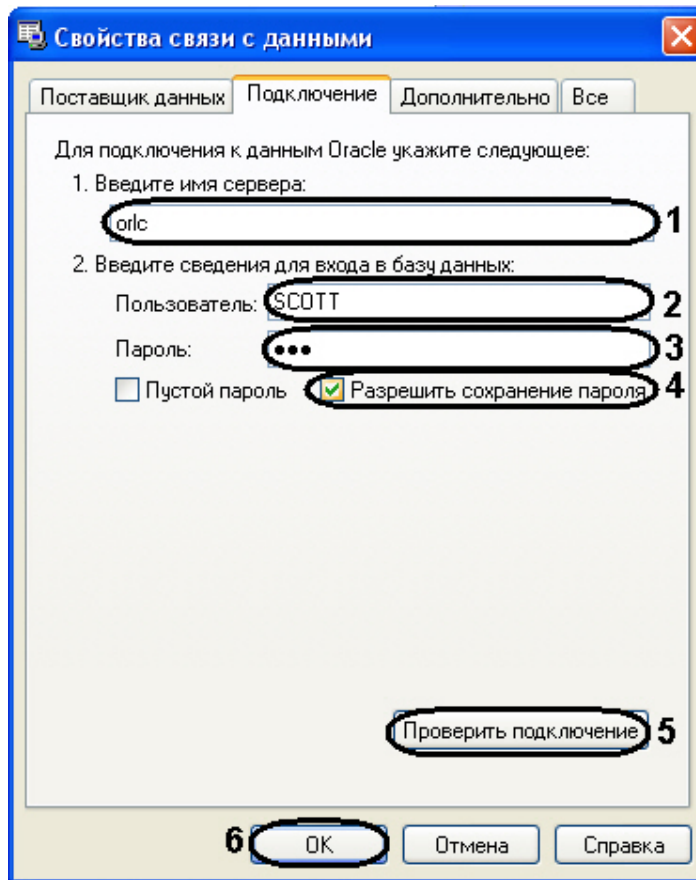 Свойства связи с данными
Поставщик данных Подключение Дополнительно Все
Для подключения к данным Oracle укажите следующее:
1. Введите имя сервера:
orlc 1
2. Введите сведения для входа в базу данных:
Пользователь: SCOTT 2
Пароль: ●●● 3
Пустой пароль Разрешить сохранение пароля 4
Проверить подключение 5
6 OK Отмена Справка